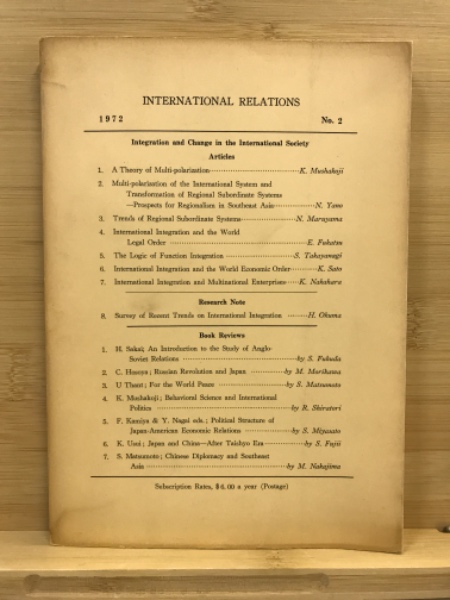 INTERNATIONAL RELATIONS
1972 No. 2
Integration and Change in the International Society
Articles
1. A Theory of Multi-polarization K. Mushakoji
2. Multi-polarization of the International System and
Transformation of Regional Subordinate Systems
—Prospects for Regionalism in Southeast Asia N. Yano
3. Trends of Regional Subordinate Systems N. Maruyama
4. International Integration and the World
Legal Order E. Fukatsu
5. The Logic of Function Integration S. Takayanagi
6. International Integration and the World Economic Order K. Sato
7. International Integration and Multinational Enterprises K. Nakahara
Research Note
8. Survey of Recent Trends on International Integration H. Okuma
Book Reviews
1. H. Sakai; An Introduction to the Study of Anglo-
Soviet Relations by S. Fukuda
2. C. Hosoya; Russian Revolution and Japan by M. Morikawa
3. U Thant; For the World Peace by S. Matsumoto
4. K. Mushakoji; Behavioral Science and International
Politics by R. Shiratori
5. F. Kamiya & Y. Nagai eds.; Political Structure of
Japan-American Economic Relations by S. Miyasato
6. K. Usui; Japan and China—After Taishyo Era by S. Fujii
7. S. Matsumoto; Chinese Diplomacy and Southeast
Asia by M. Nakajima
Subscription Rates, $6.00 a year (Postage)